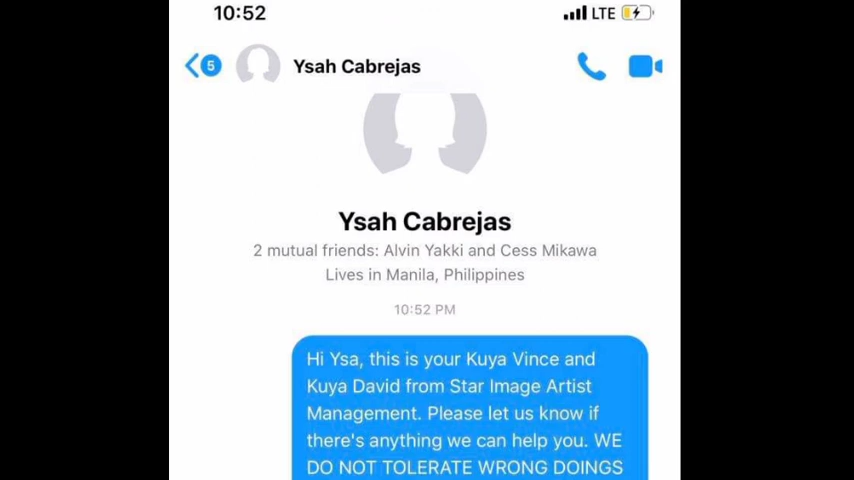 10:52
LTE
5
Ysah Cabrejas
Ysah Cabrejas
2 mutual friends: Alvin Yakki and Cess Mikawa
Lives in Manila, Philippines
10:52 PM
Hi Ysa, this is your Kuya Vince and
Kuya David from Star Image Artist
Management. Please let us know if
there's anything we can help you. WE
DO NOT TOLERATE WRONG DOINGS